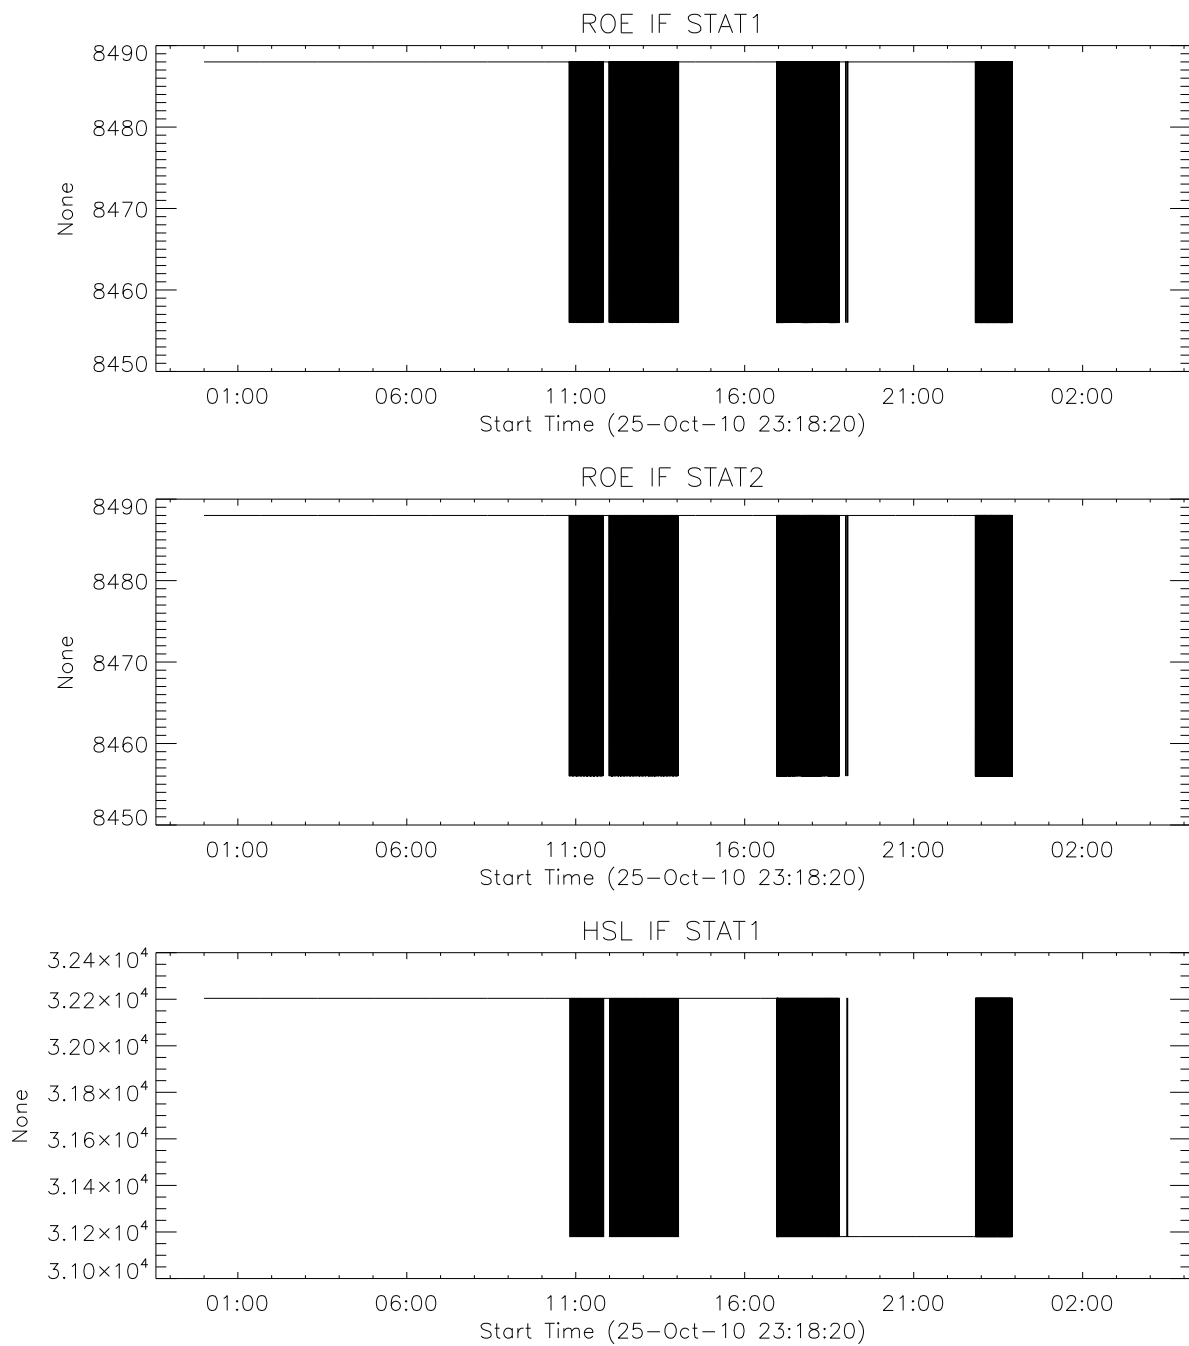 ROE IF STAT1
8490
8480
8470
8460
8450
None
01:00 06:00 11:00 16:00 21:00 02:00
Start Time (25-Oct-10 23:18:20)
ROE IF STAT2
8490
8480
8470
8460
8450
None
01:00 06:00 11:00 16:00 21:00 02:00
Start Time (25-Oct-10 23:18:20)
HSL IF STAT1
3.24×10⁴
3.22×10⁴
3.20×10⁴
3.18×10⁴
3.16×10⁴
3.14×10⁴
3.12×10⁴
3.10×10⁴
None
01:00 06:00 11:00 16:00 21:00 02:00
Start Time (25-Oct-10 23:18:20)